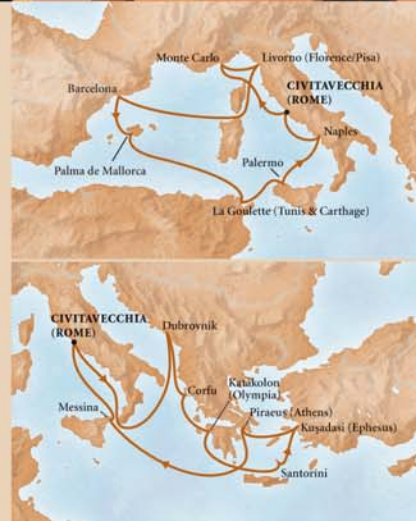 Monte Carlo
Livorno (Florence/Pisa)
Barcelona
CIVITAVECCHIA
(ROME)
Naples
Palermo
Palma de Mallorca
La Goulette (Tunis & Carthage)
CIVITAVECCHIA
(ROME)
Dubrovnik
Corfu
Katakolon
(Olympia)
Messina
Piraeus (Athens)
Kuşadasi (Ephesus)
Santorini